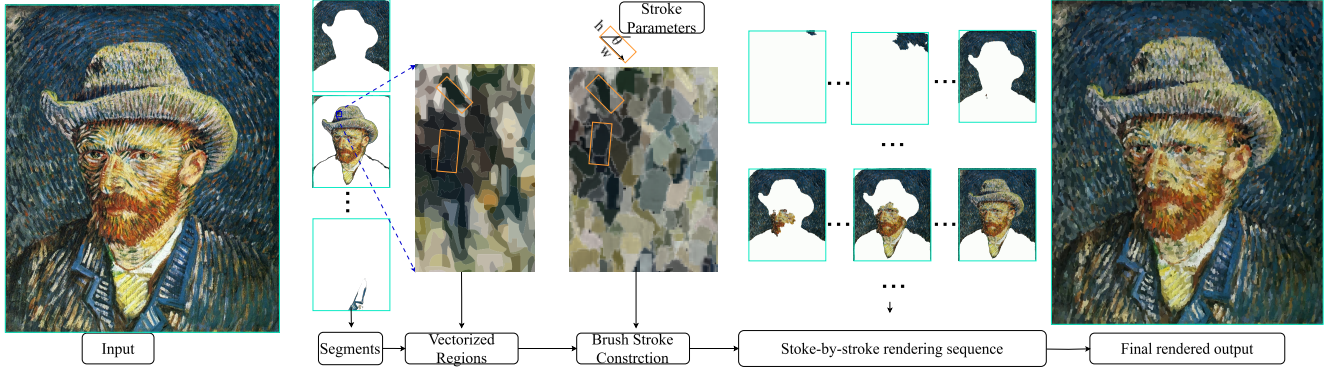 Stroke
Parameters
h
θ
w
Input
Segments
Vectorized
Regions
Brush Stroke
Constrction
Stoke-by-stroke rendering sequence
Final rendered output